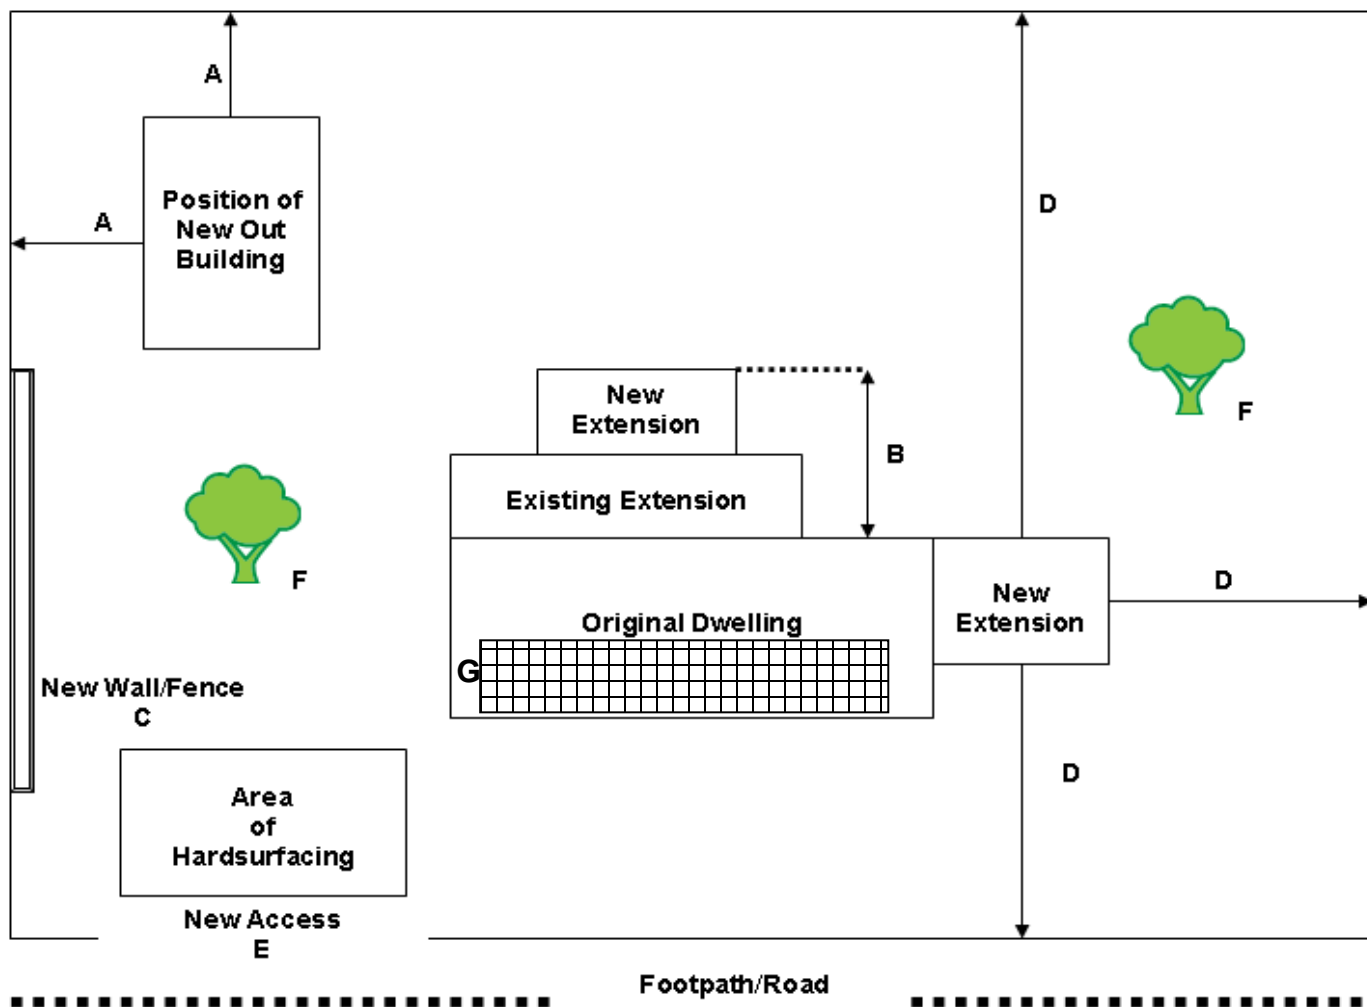 A
A
Position of
New Out
Building
D
F
New
Extension
B
Existing Extension
F
D
New
Extension
Original Dwelling
G
New Wall/Fence
C
D
Area
of
Hardsurfacing
New Access
E
Footpath/Road